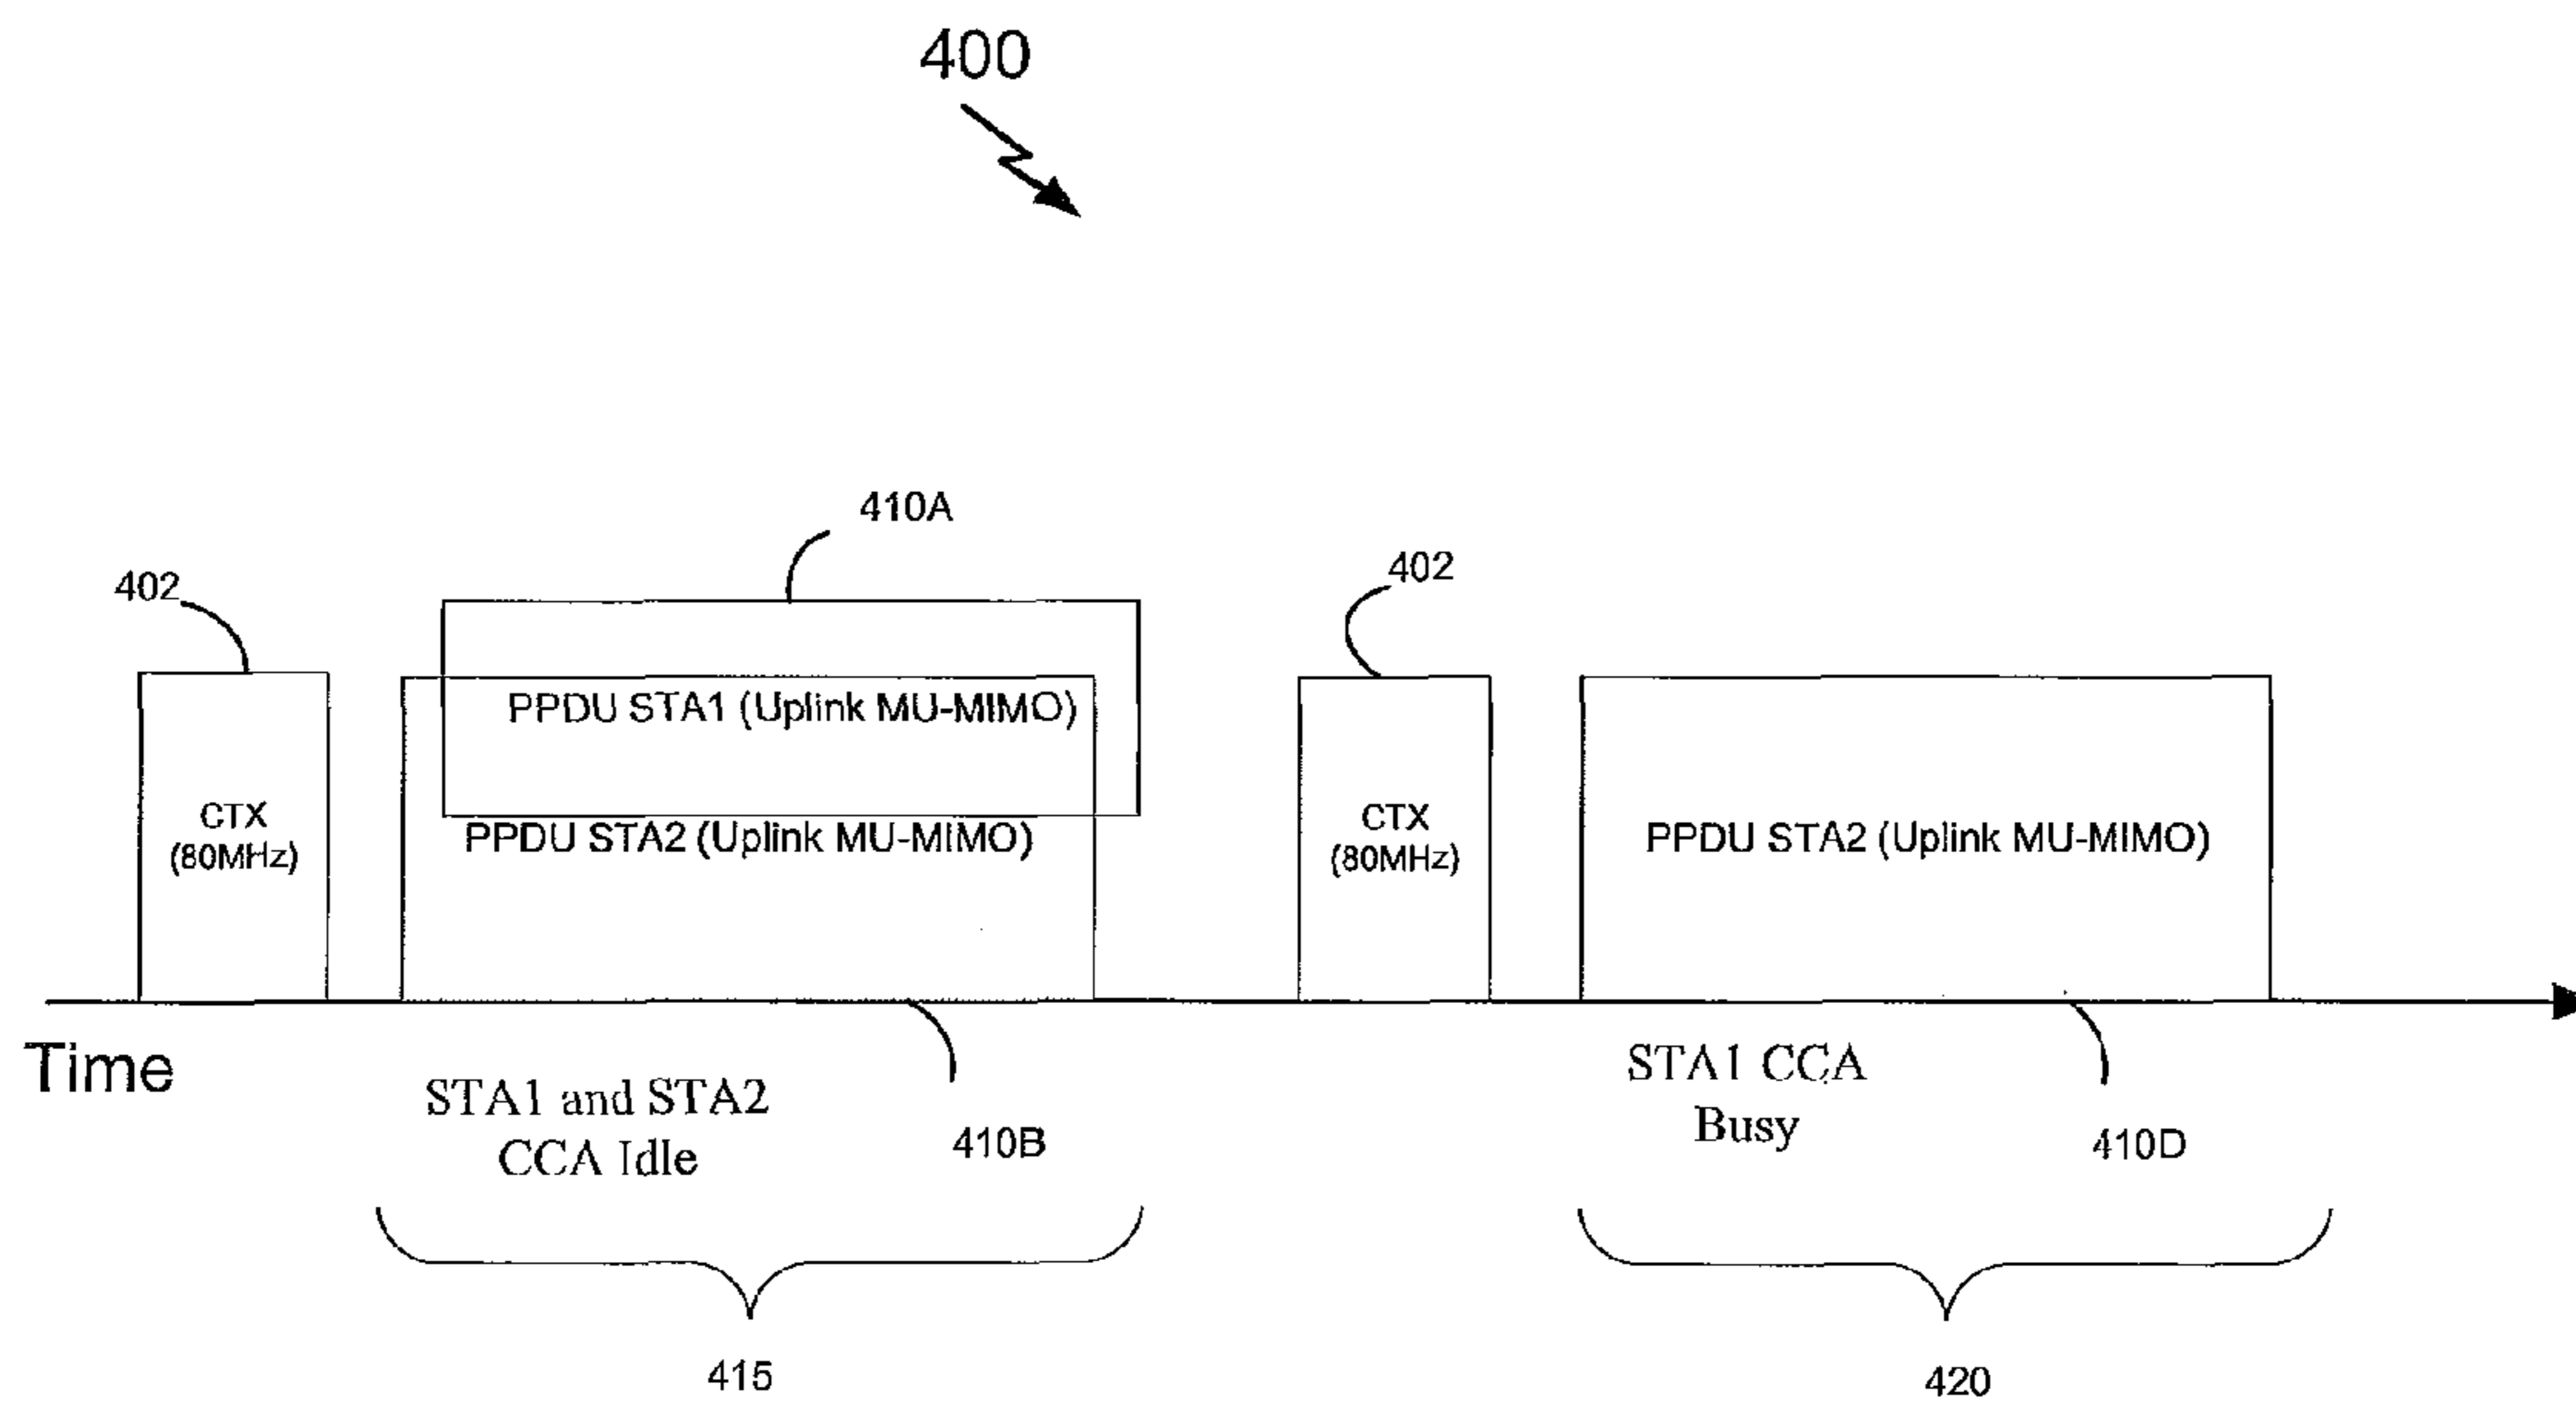 400
410A
402
402
PPDU STA1 (Uplink MU-MIMO)
CTX
(80MHz)
PPDU STA2 (Uplink MU-MIMO)
CTX
(80MHz)
PPDU STA2 (Uplink MU-MIMO)
Time
STA1 and STA2
CCA Idle
410B
STA1 CCA
Busy
410D
415
420